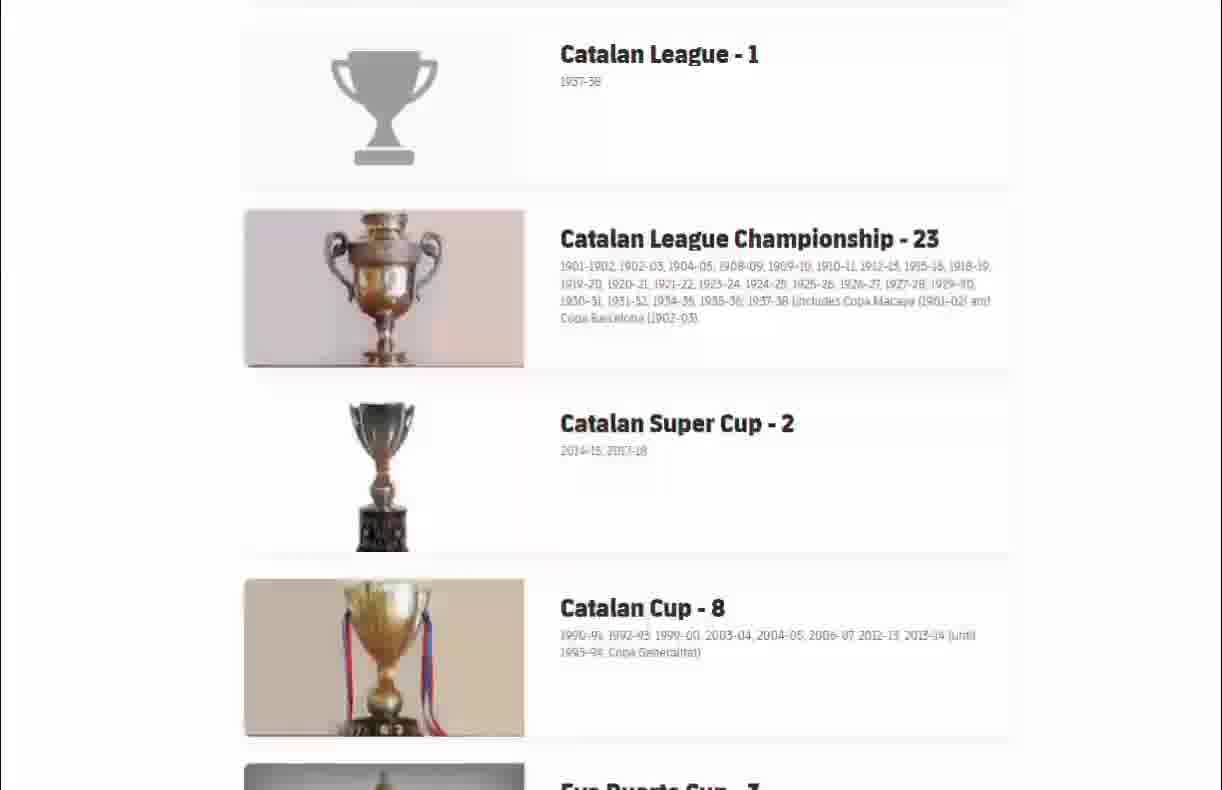 Catalan League - 1
1937-38
Catalan League Championship - 23
1901-1902, 1902-03, 1904-05, 1908-09, 1909-10, 1910-11, 1912-13, 1915-16, 1918-19,
1919-20, 1920-21, 1921-22, 1923-24, 1924-25, 1925-26, 1926-27, 1927-28, 1929-30,
1930-31, 1931-32, 1934-35, 1935-36, 1937-38 (includes Copa Macaya (1901-02) and
Copa Barcelona (1902-03)
Catalan Super Cup - 2
2014-15, 2017-18
Catalan Cup - 8
1990-91, 1992-93, 1999-00, 2003-04, 2004-05, 2006-07, 2012-13, 2013-14 (until
1993-94, Copa Generalitat)
Eva Duarte Cup - 3